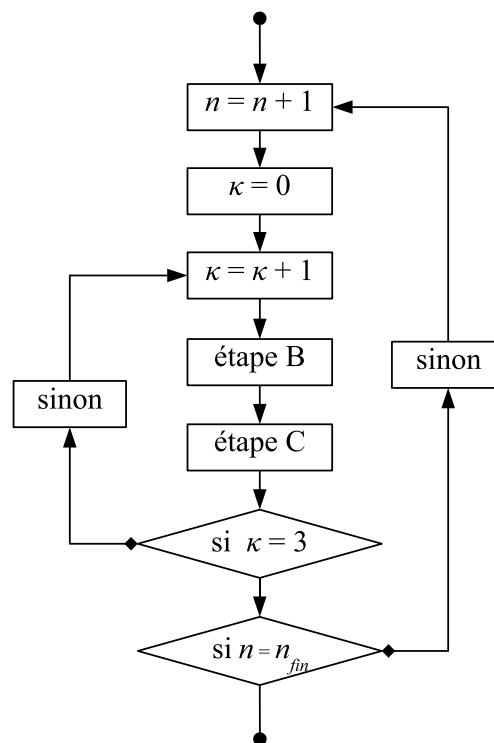 n = n + 1
κ = 0
κ = κ + 1
étape B
sinon
sinon
étape C
si κ = 3
si n = n_fin